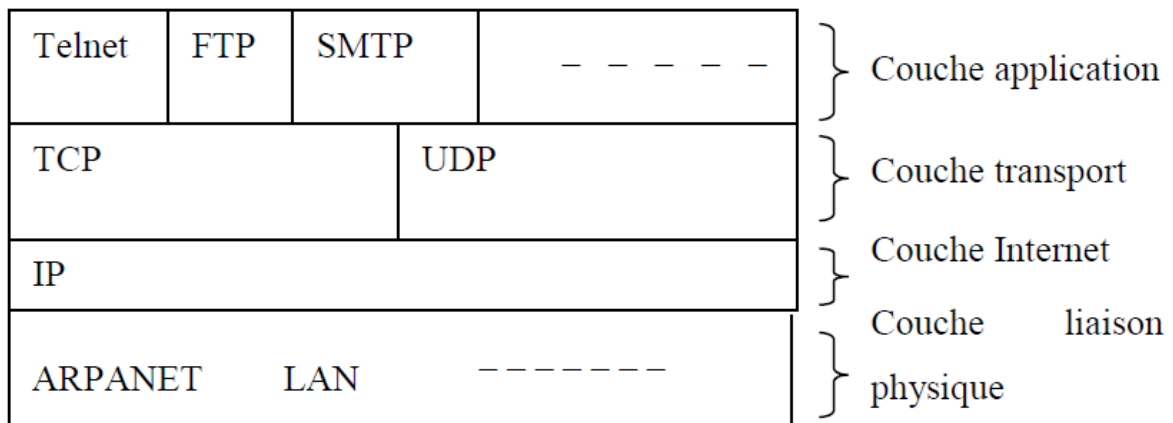 Telnet FTP SMTP _ _ _ _ _ Couche application
TCP UDP Couche transport
IP Couche Internet
ARPANET LAN _ _ _ _ _ _ _ Couche liaison
physique